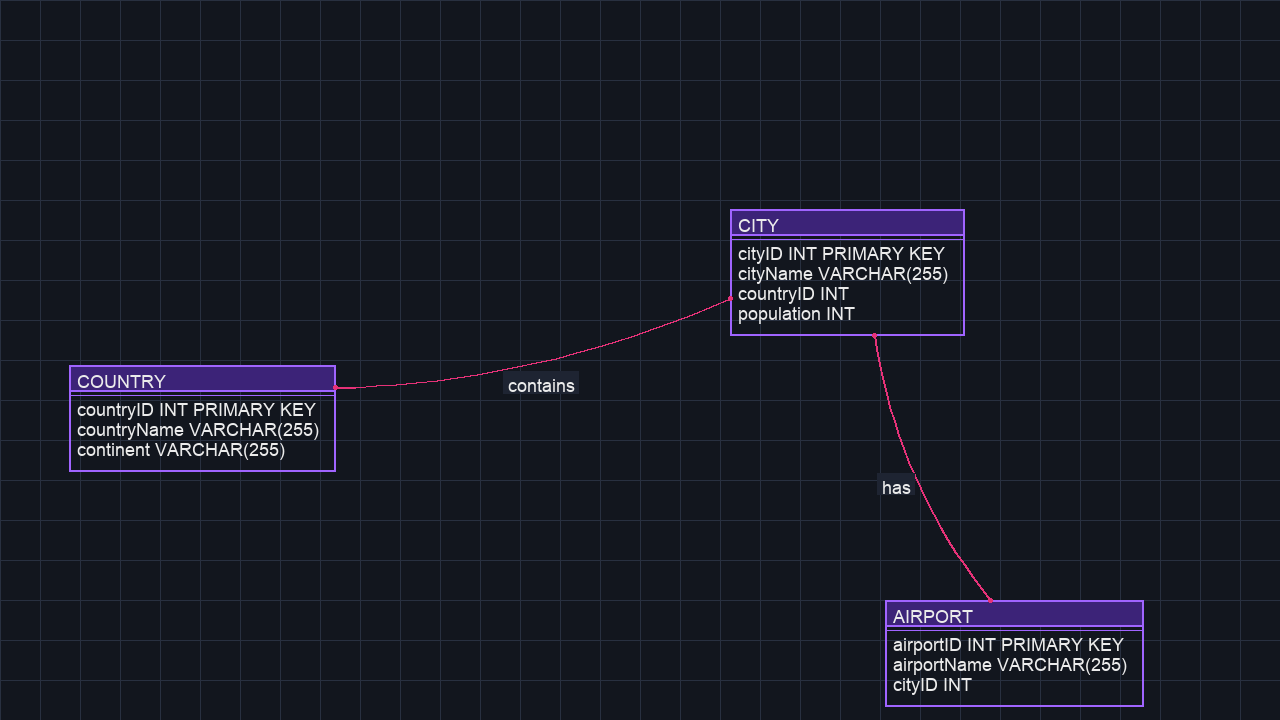 CITY
cityID INT PRIMARY KEY
cityName VARCHAR(255)
countryID INT
population INT
contains
COUNTRY
countryID INT PRIMARY KEY
countryName VARCHAR(255)
continent VARCHAR(255)
has
AIRPORT
airportID INT PRIMARY KEY
airportName VARCHAR(255)
cityID INT